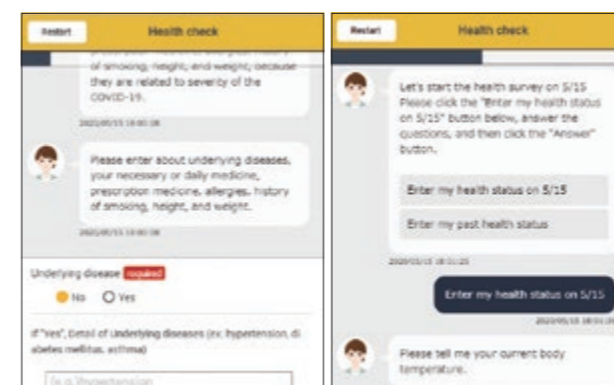 Restart
Health check
of smoking, height, and weight, because
they are related to severity of the
COVID-19.
Please enter about underlying diseases,
your necessary or daily medicine,
prescription medicine, allergies, history
of smoking, height, and weight.
Underlying disease required
No Yes
If "Yes", Detail of underlying diseases (ex. hypertension, di
abetes mellitus, asthma)
(e.g. Hypertension
Restart
Health check
Let's start the health survey on 5/15
Please click the "Enter my health status
on 5/15" button below, answer the
questions, and then click the "Answer"
button.
Enter my health status on 5/15
Enter my past health status
Enter my health status on 5/15
Please tell me your current body
temperature.